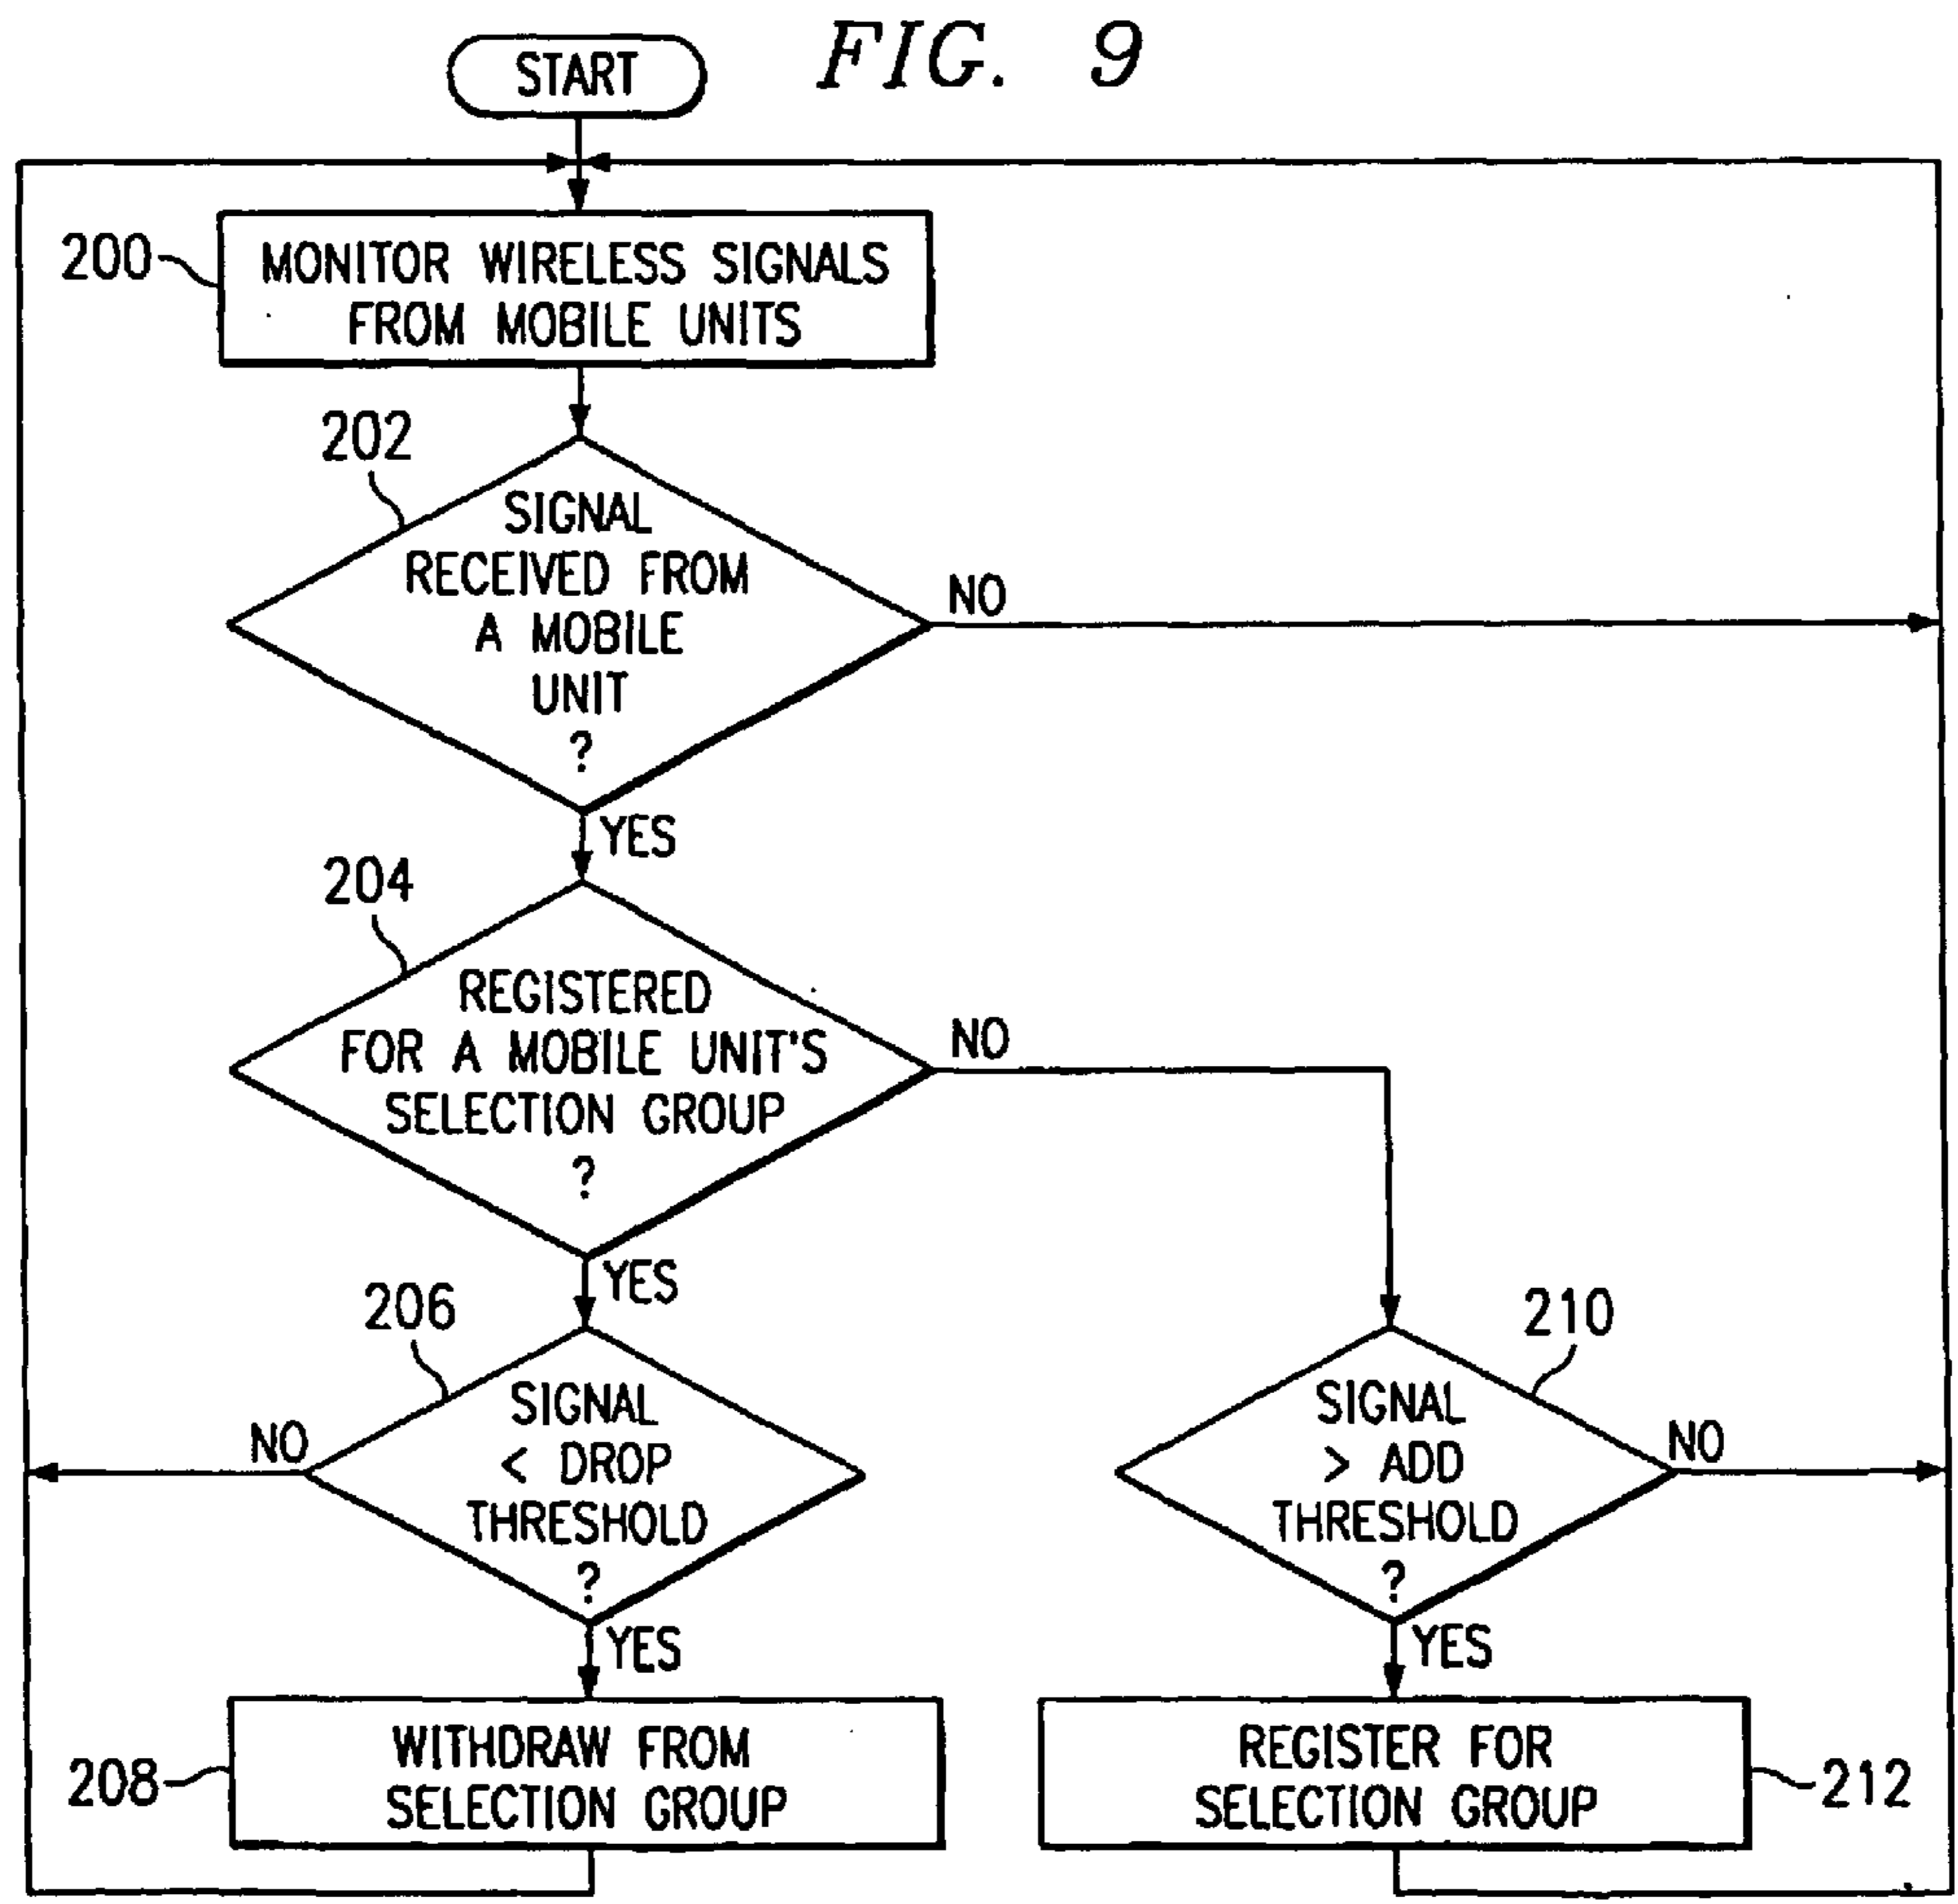 START
FIG. 9
200
MONITOR WIRELESS SIGNALS
FROM MOBILE UNITS
202
SIGNAL
RECEIVED FROM
A MOBILE
UNIT
?
NO
YES
204
REGISTERED
FOR A MOBILE UNIT'S
SELECTION GROUP
?
NO
YES
206
SIGNAL
< DROP
THRESHOLD
?
NO
YES
210
SIGNAL
> ADD
THRESHOLD
?
NO
YES
208
WITHDRAW FROM
SELECTION GROUP
REGISTER FOR
SELECTION GROUP
212